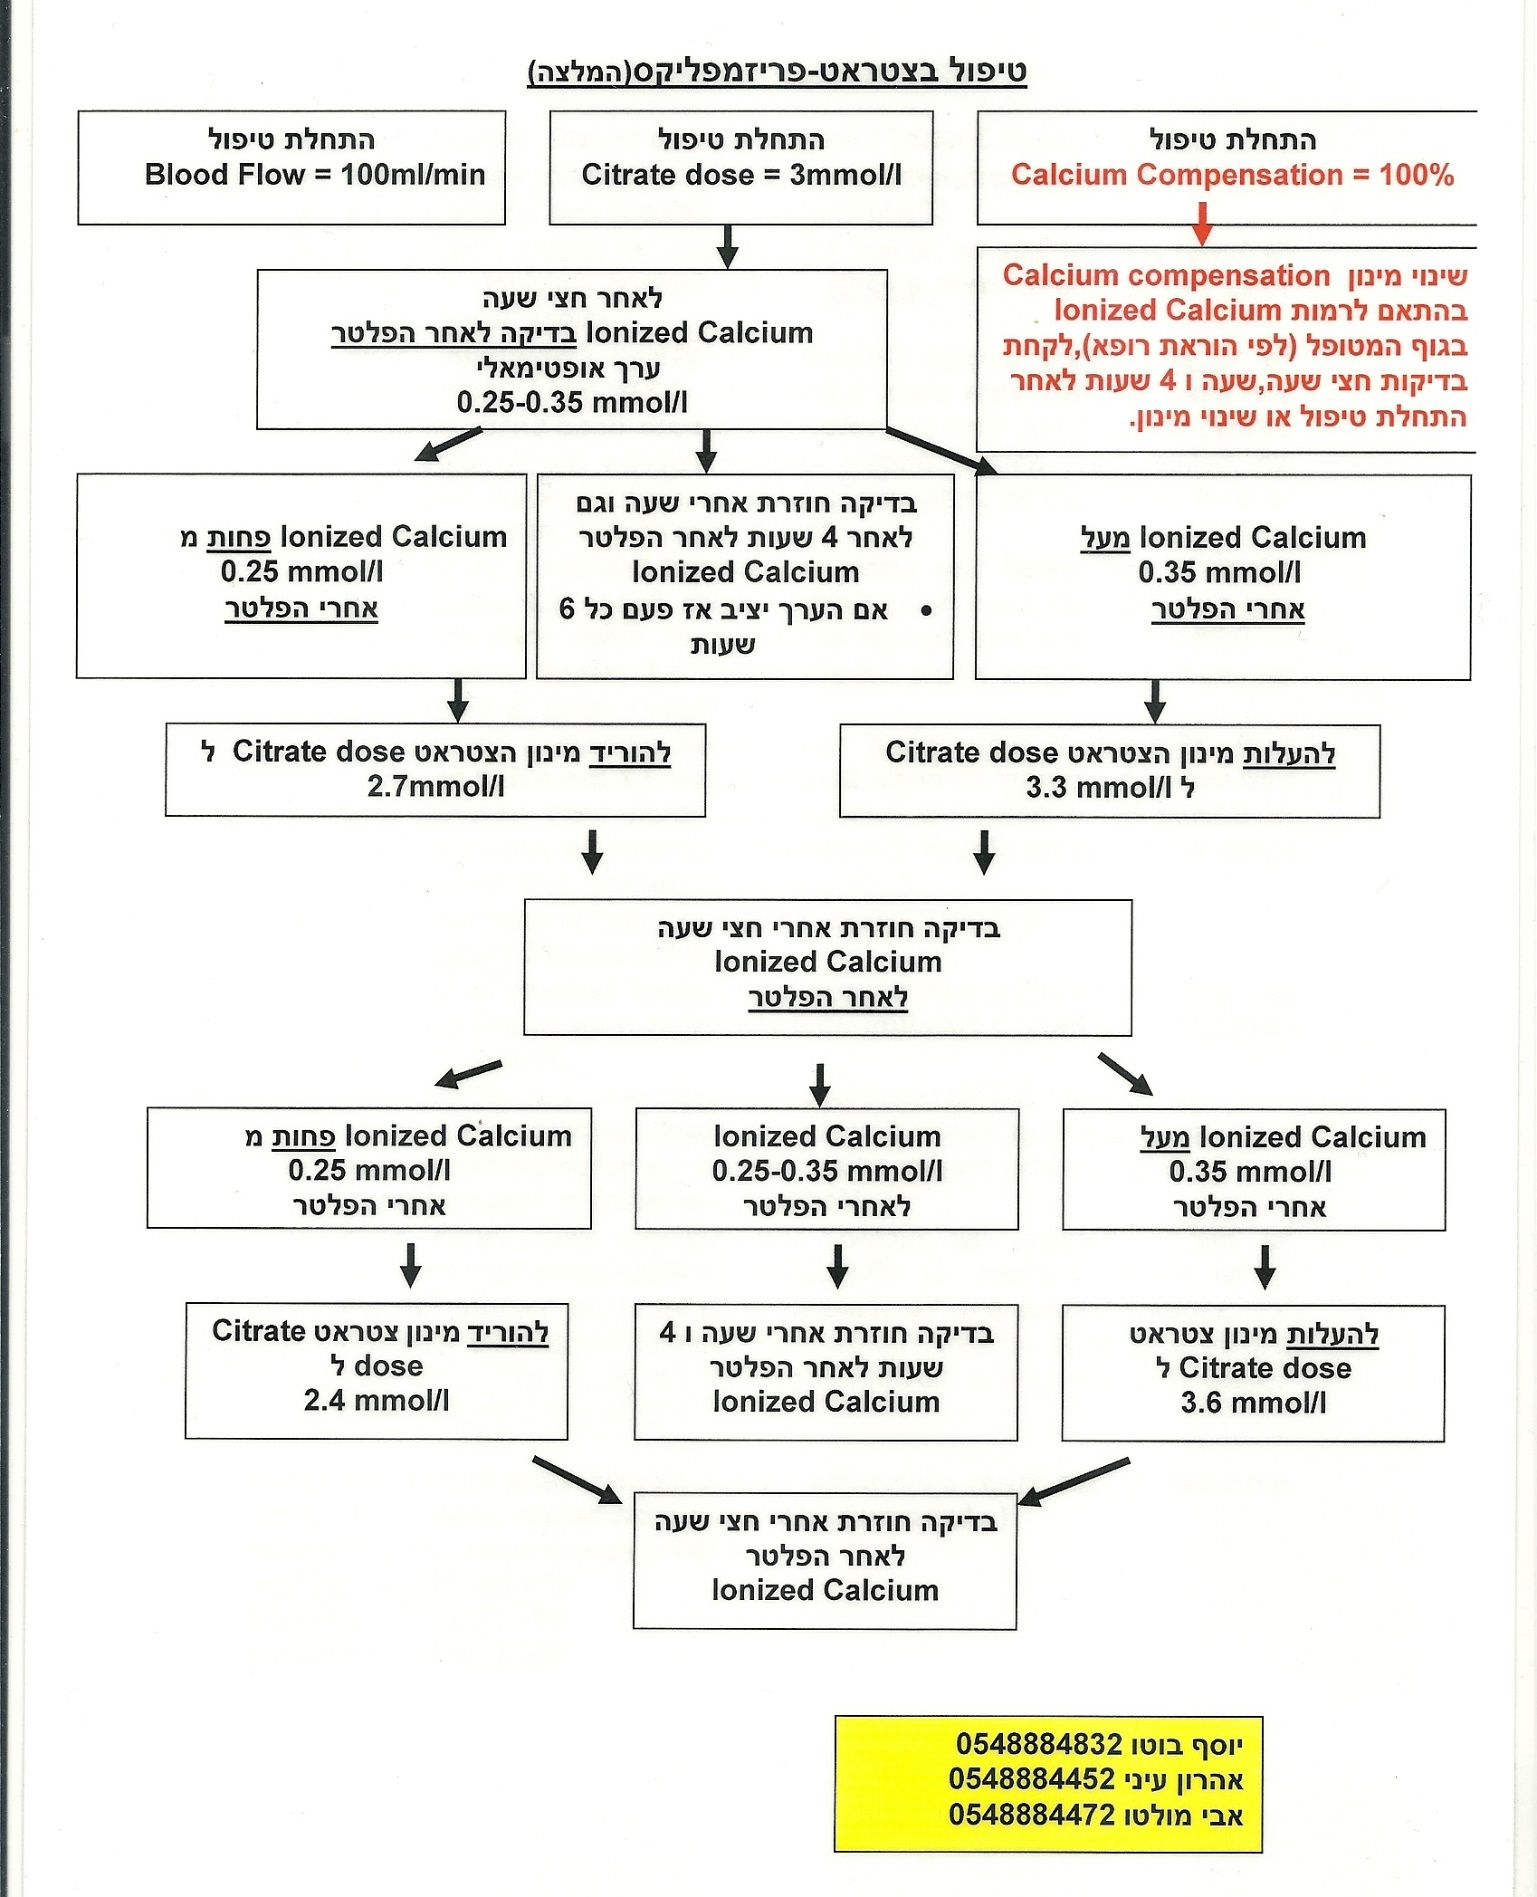 טיפול בצטראט-פריזמפליקס(המלצה)
התחלת טיפול
Calcium Compensation = 100%
התחלת טיפול
Citrate dose = 3mmol/l
התחלת טיפול
Blood Flow = 100ml/min
שינוי מינון Calcium compensation
בהתאם לרמות Ionized Calcium
בגוף המטופל (לפי הוראת רופא),לקחת
בדיקות חצי שעה,שעה ו 4 שעות לאחר
התחלת טיפול או שינוי מינון.
לאחר חצי שעה
Ionized Calcium בדיקה לאחר הפלטר
ערך אופטימאלי
0.25-0.35 mmol/l
Ionized Calcium מעל
0.35 mmol/l
אחרי הפלטר
בדיקה חוזרת אחרי שעה וגם
לאחר 4 שעות לאחר הפלטר
Ionized Calcium
• אם הערך יציב אז פעם כל 6
שעות
Ionized Calcium פחות מ
0.25 mmol/l
אחרי הפלטר
להעלות מינון הצטראט Citrate dose
ל 3.3 mmol/l
להוריד מינון הצטראט Citrate dose ל
2.7mmol/l
בדיקה חוזרת אחרי חצי שעה
Ionized Calcium
לאחר הפלטר
Ionized Calcium מעל
0.35 mmol/l
אחרי הפלטר
Ionized Calcium
0.25-0.35 mmol/l
לאחרי הפלטר
Ionized Calcium פחות מ
0.25 mmol/l
אחרי הפלטר
להעלות מינון צטראט
Citrate dose ל
3.6 mmol/l
בדיקה חוזרת אחרי שעה ו 4
שעות לאחר הפלטר
Ionized Calcium
להוריד מינון צטראט Citrate
dose ל
2.4 mmol/l
בדיקה חוזרת אחרי חצי שעה
לאחר הפלטר
Ionized Calcium
יוסף בוטו 0548884832
אהרון עיני 0548884452
אבי מולטו 0548884472